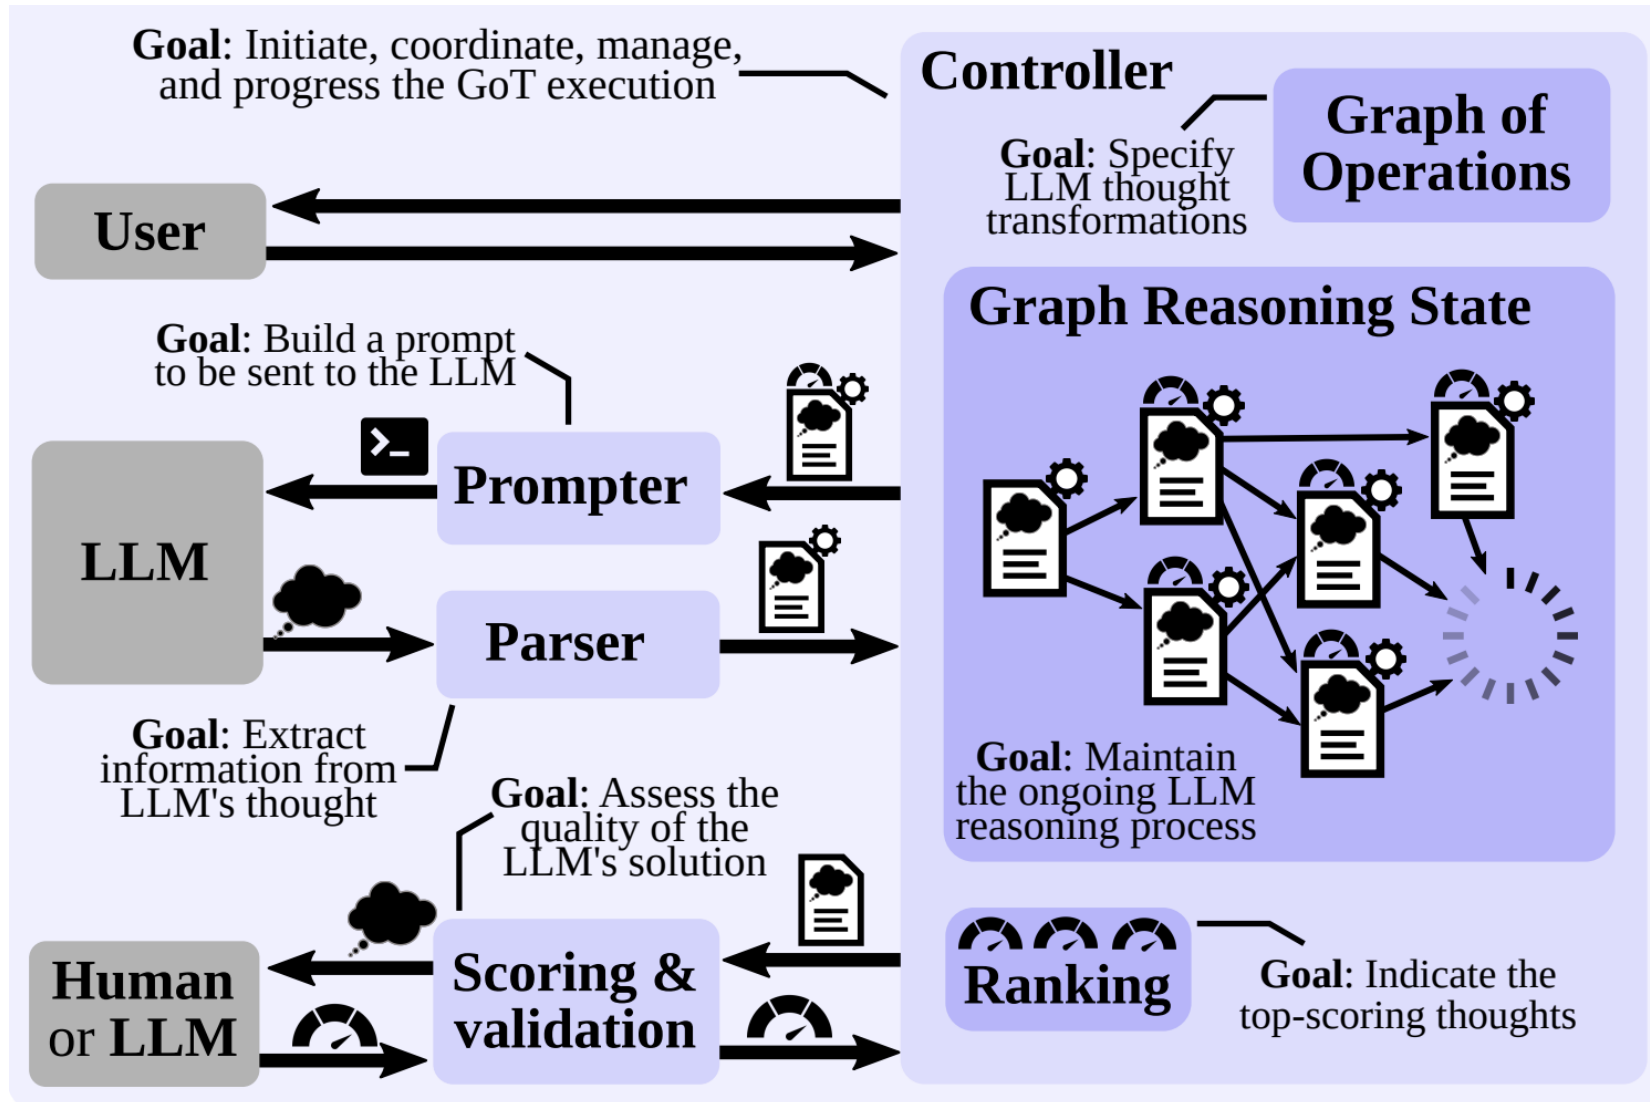 Goal: Initiate, coordinate, manage,
and progress the GoT execution
Controller
Graph of
Operations
Goal: Specify
LLM thought
transformations
User
Graph Reasoning State
Goal: Build a prompt
to be sent to the LLM
>_
Prompter
LLM
Parser
Goal: Extract
information from
LLM's thought
Goal: Maintain
the ongoing LLM
reasoning process
Goal: Assess the
quality of the
LLM's solution
Human
or LLM
Scoring &
validation
Ranking
Goal: Indicate the
top-scoring thoughts